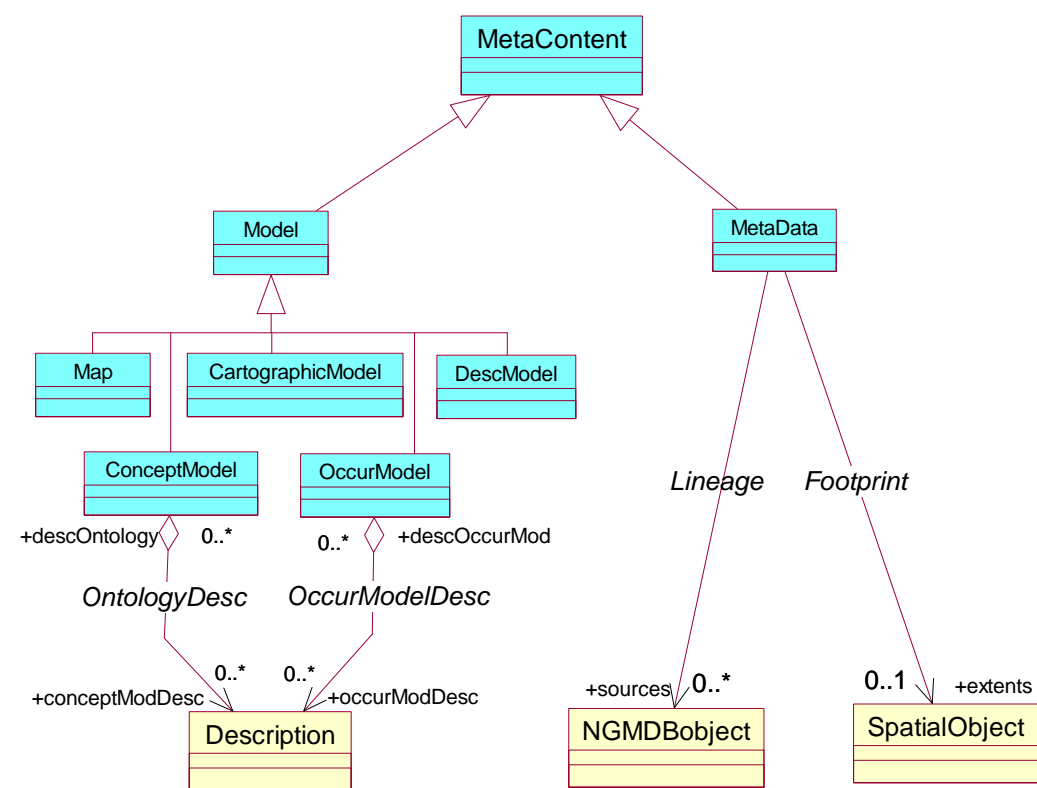 MetaContent
Model
MetaData
Map
CartographicModel
DescModel
ConceptModel
OccurModel
Lineage
Footprint
+descOntology
0..*
0..*
+descOccurMod
OntologyDesc
OccurModelDesc
0..*
0..*
+conceptModDesc
+occurModDesc
+sources
0..*
0..1
+extents
Description
NGMDBobject
SpatialObject